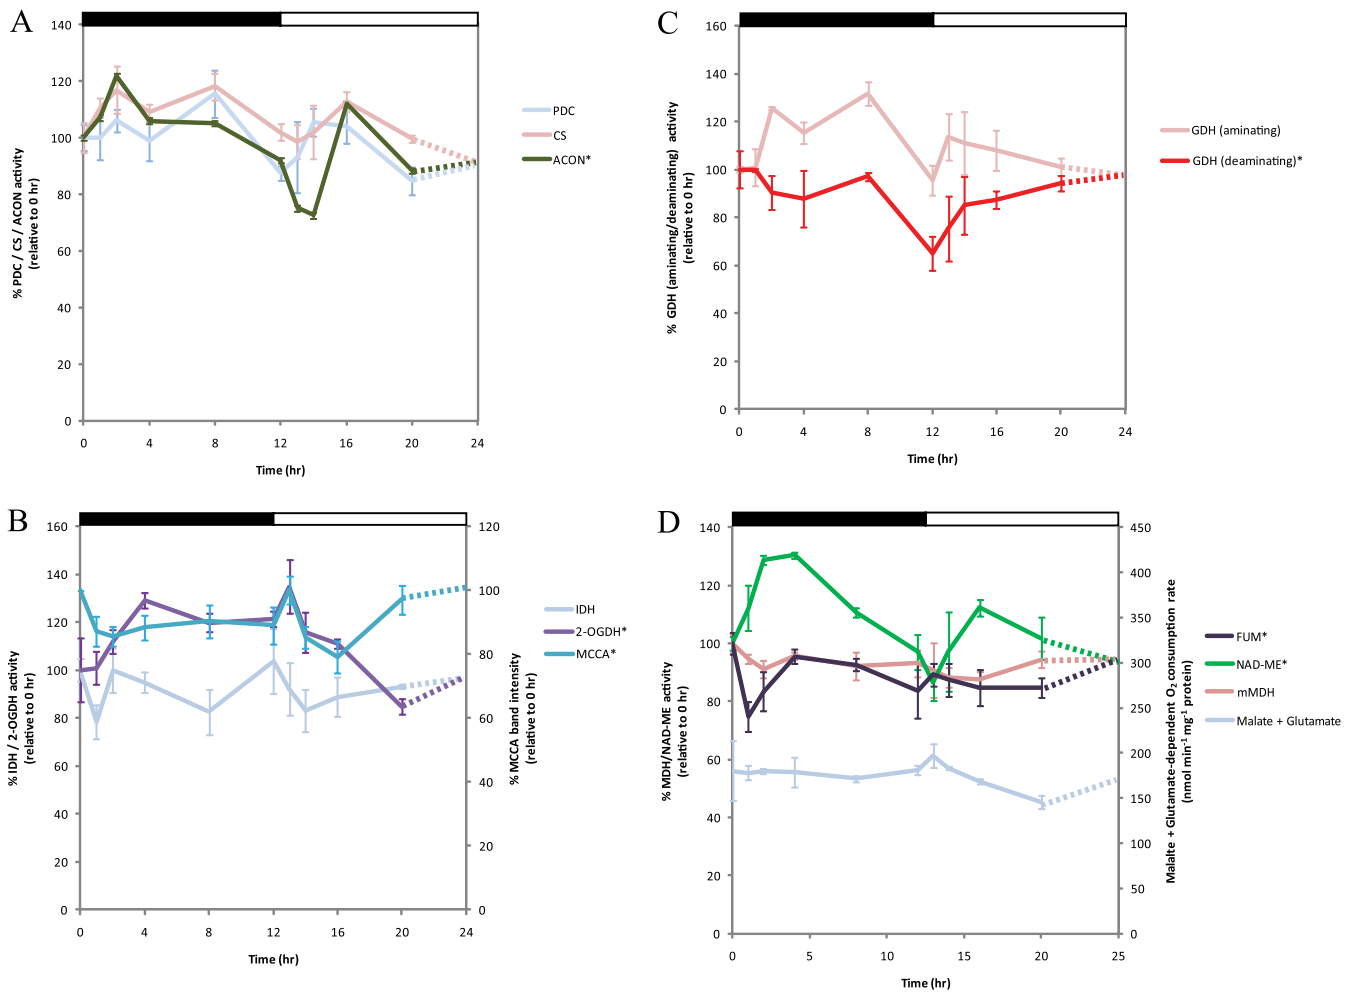 A
140
120
100
80
60
40
20
0
% PDC / CS / ACON activity
(relative to 0 hr)
0 4 8 12 16 20 24
Time (hr)
PDC
CS
ACON*
C
160
140
120
100
80
60
40
20
0
% GDH (aminating/deaminating) activity
(relative to 0 hr)
0 4 8 12 16 20 24
Time (hr)
GDH (aminating)
GDH (deaminating)*
B
160
140
120
100
80
60
40
20
0
% IDH / 2-OGDH activity
(relative to 0 hr)
120
100
80
60
40
20
0
% MCCA band intensity
(relative to 0 hr)
0 4 8 12 16 20 24
Time (hr)
IDH
2-OGDH*
MCCA*
D
140
120
100
80
60
40
20
0
% MDH/NAD-ME activity
(relative to 0 hr)
450
400
350
300
250
200
150
100
50
0
Malalte + Glutamate-dependent O₂ consumption rate
(nmol min⁻¹ mg⁻¹ protein)
0 5 10 15 20 25
Time (hr)
FUM*
NAD-ME*
mMDH
Malate + Glutamate